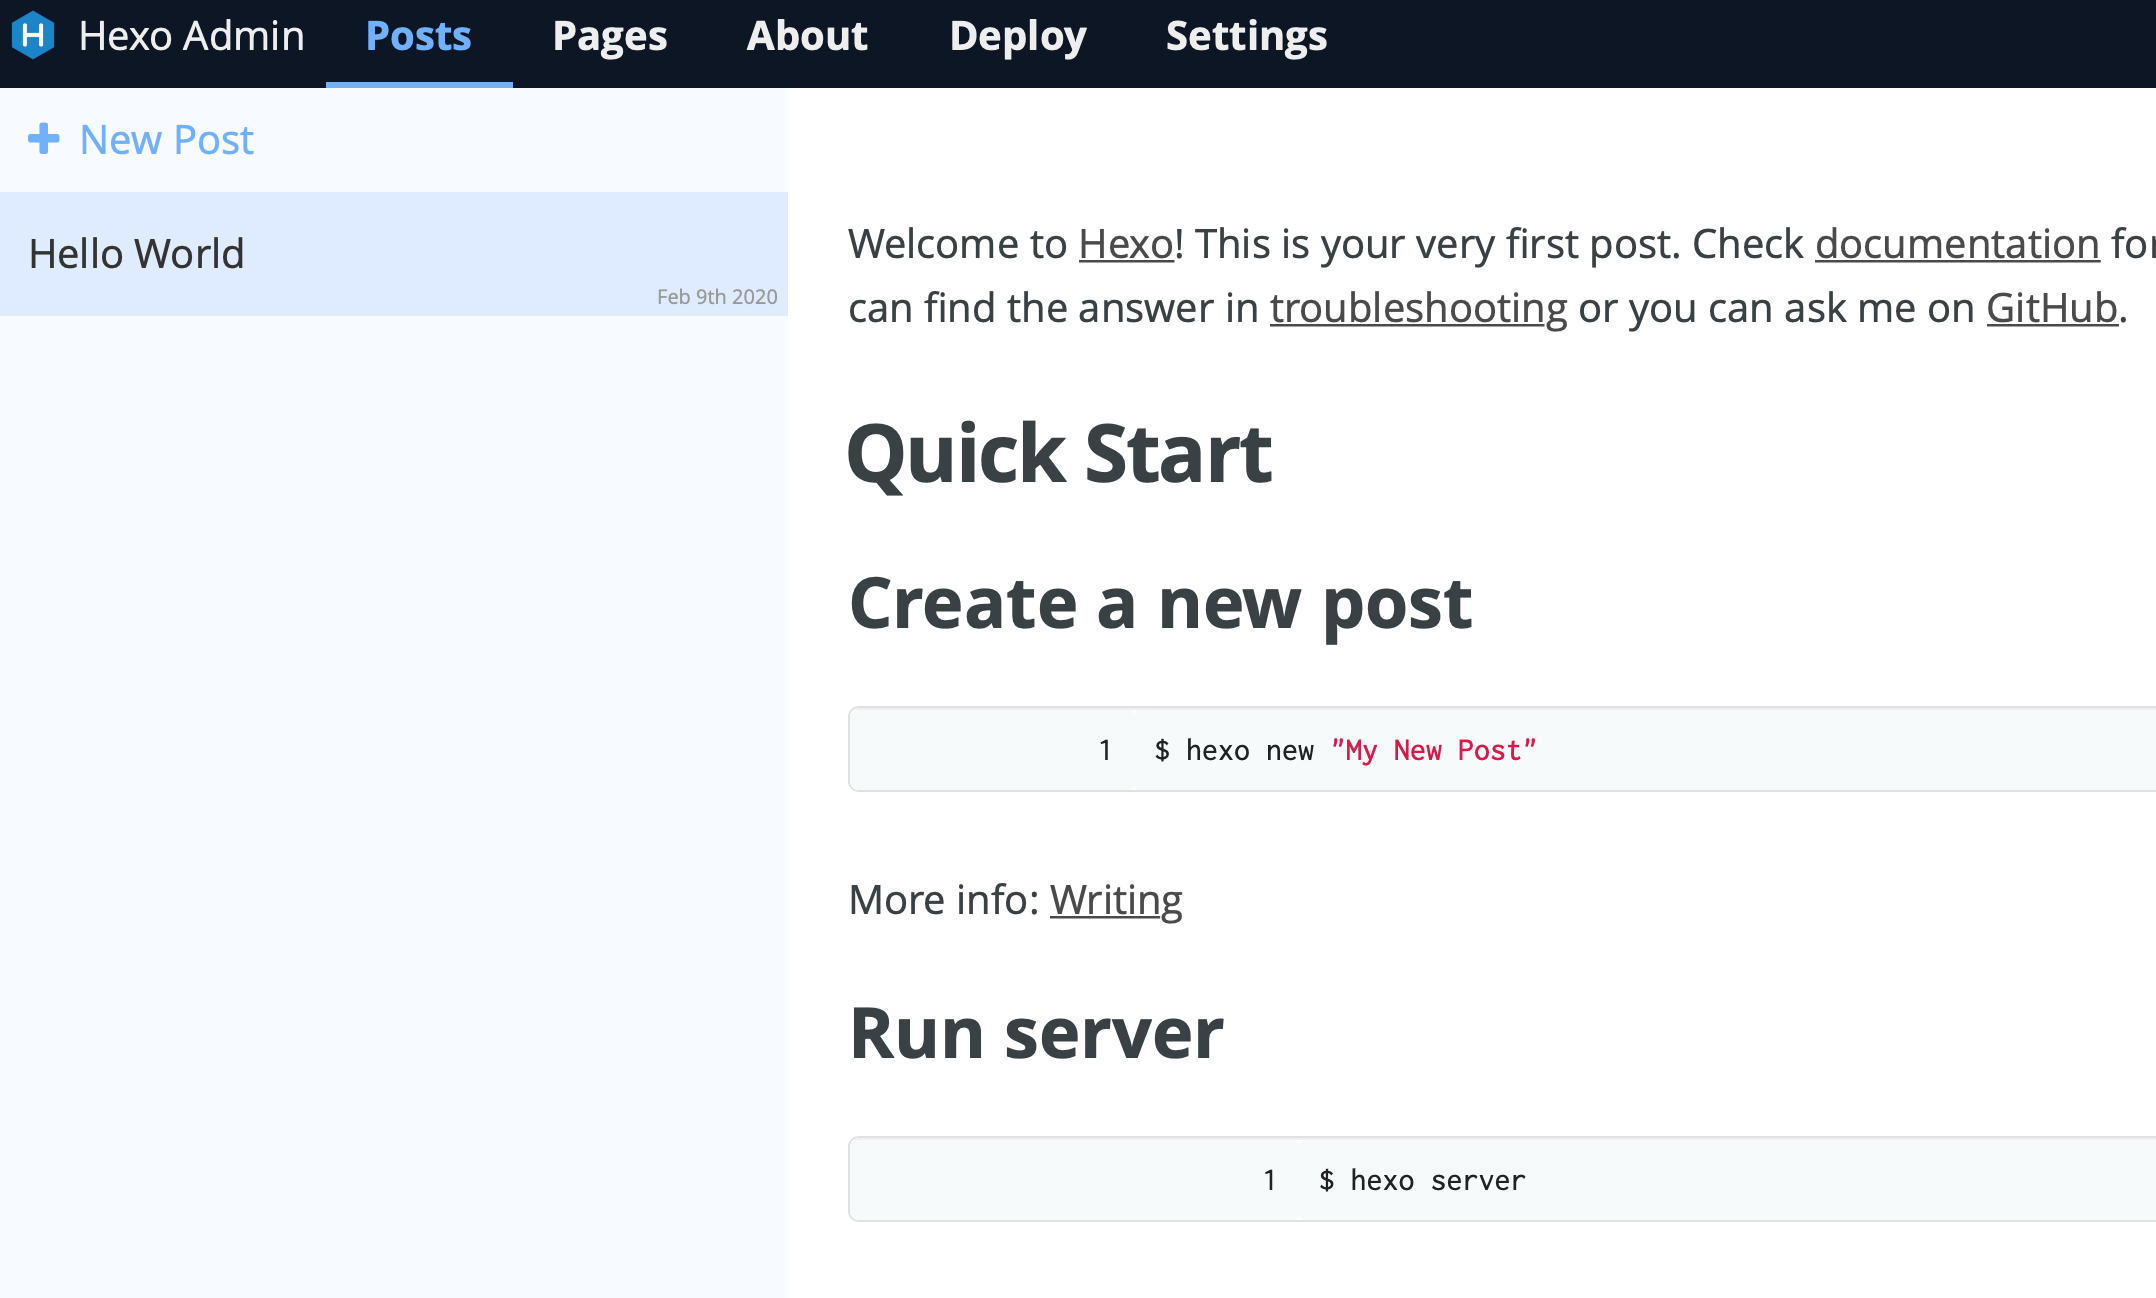 Hexo Admin Posts Pages About Deploy Settings
New Post
Hello World
Feb 9th 2020
Welcome to Hexo! This is your very first post. Check documentation for
can find the answer in troubleshooting or you can ask me on GitHub.
Quick Start
Create a new post
1 $ hexo new "My New Post"
More info: Writing
Run server
1 $ hexo server